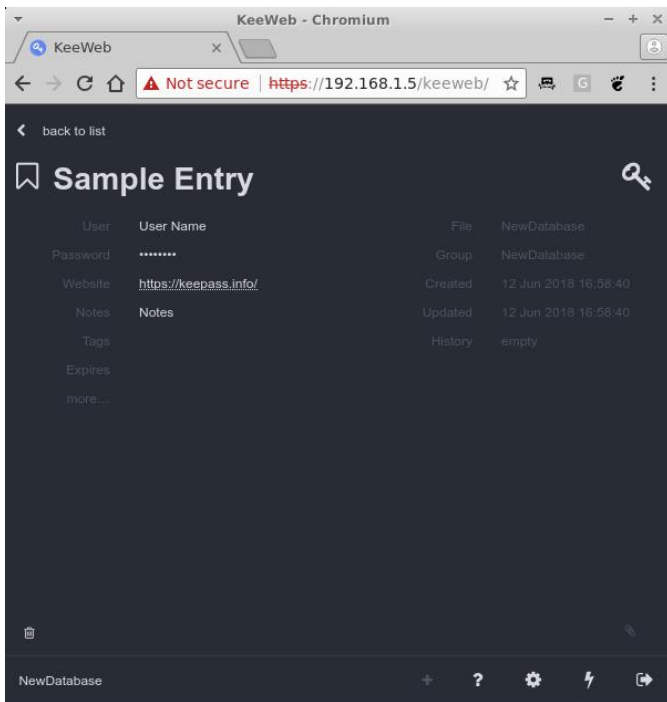 KeeWeb - Chromium
KeeWeb
Not secure | https://192.168.1.5/keeweb/
back to list
Sample Entry
User User Name
Password ••••••••
Website https://keepass.info/
Notes Notes
Tags
Expires
more...
File NewDatabase
Group NewDatabase
Created 12 Jun 2018 16:58:40
Updated 12 Jun 2018 16:58:40
History empty
NewDatabase